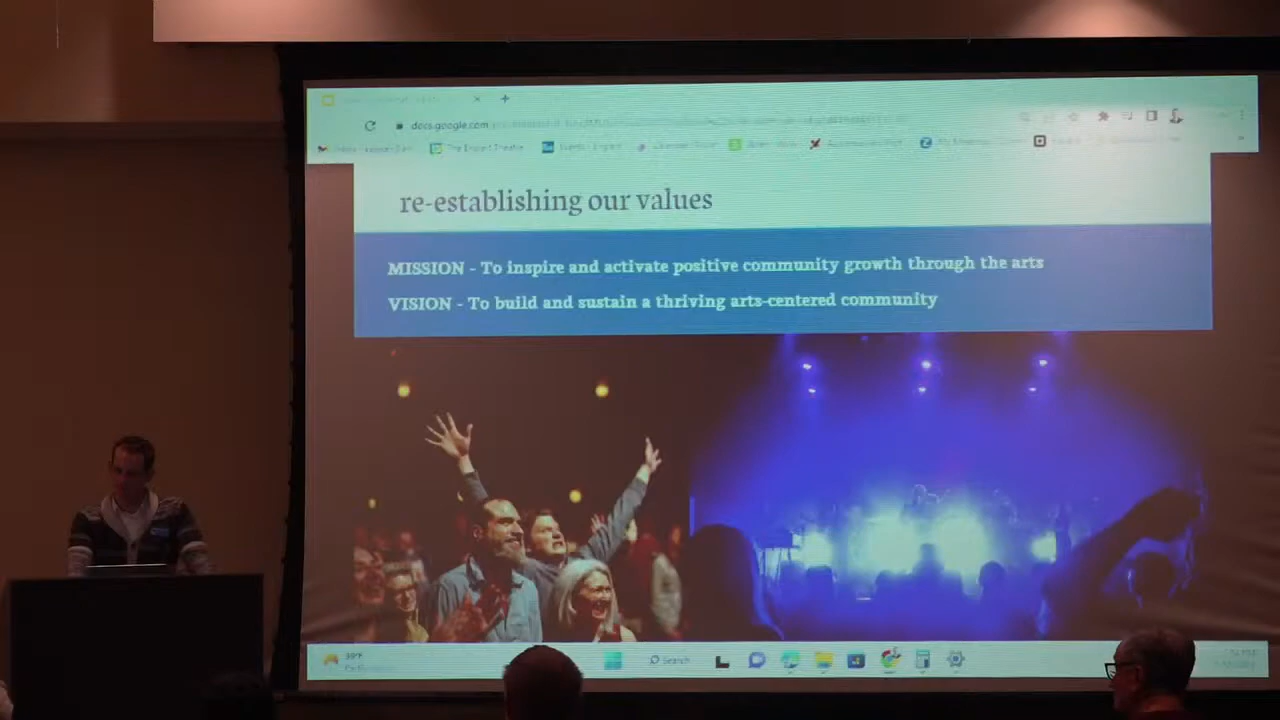 docs.google.com
re-establishing our values
MISSION - To inspire and activate positive community growth through the arts
VISION - To build and sustain a thriving arts-centered community
Search